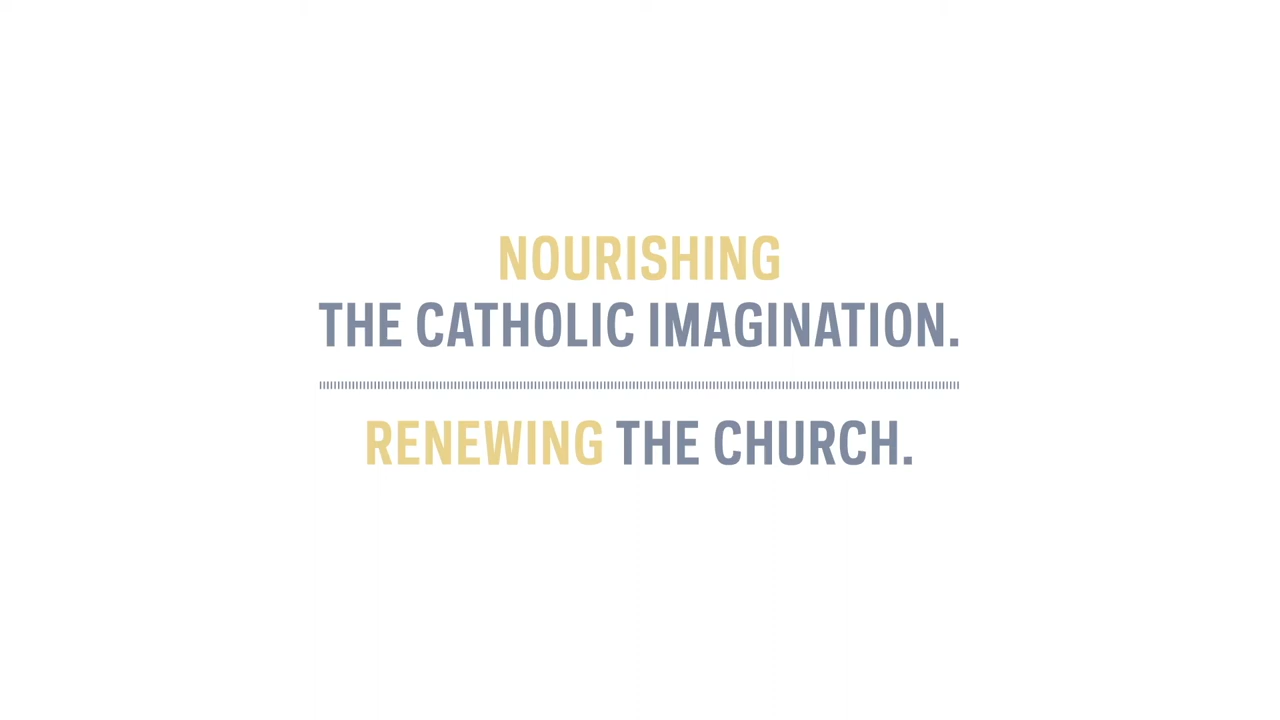 NOURISHING
THE CATHOLIC IMAGINATION.
RENEWING THE CHURCH.